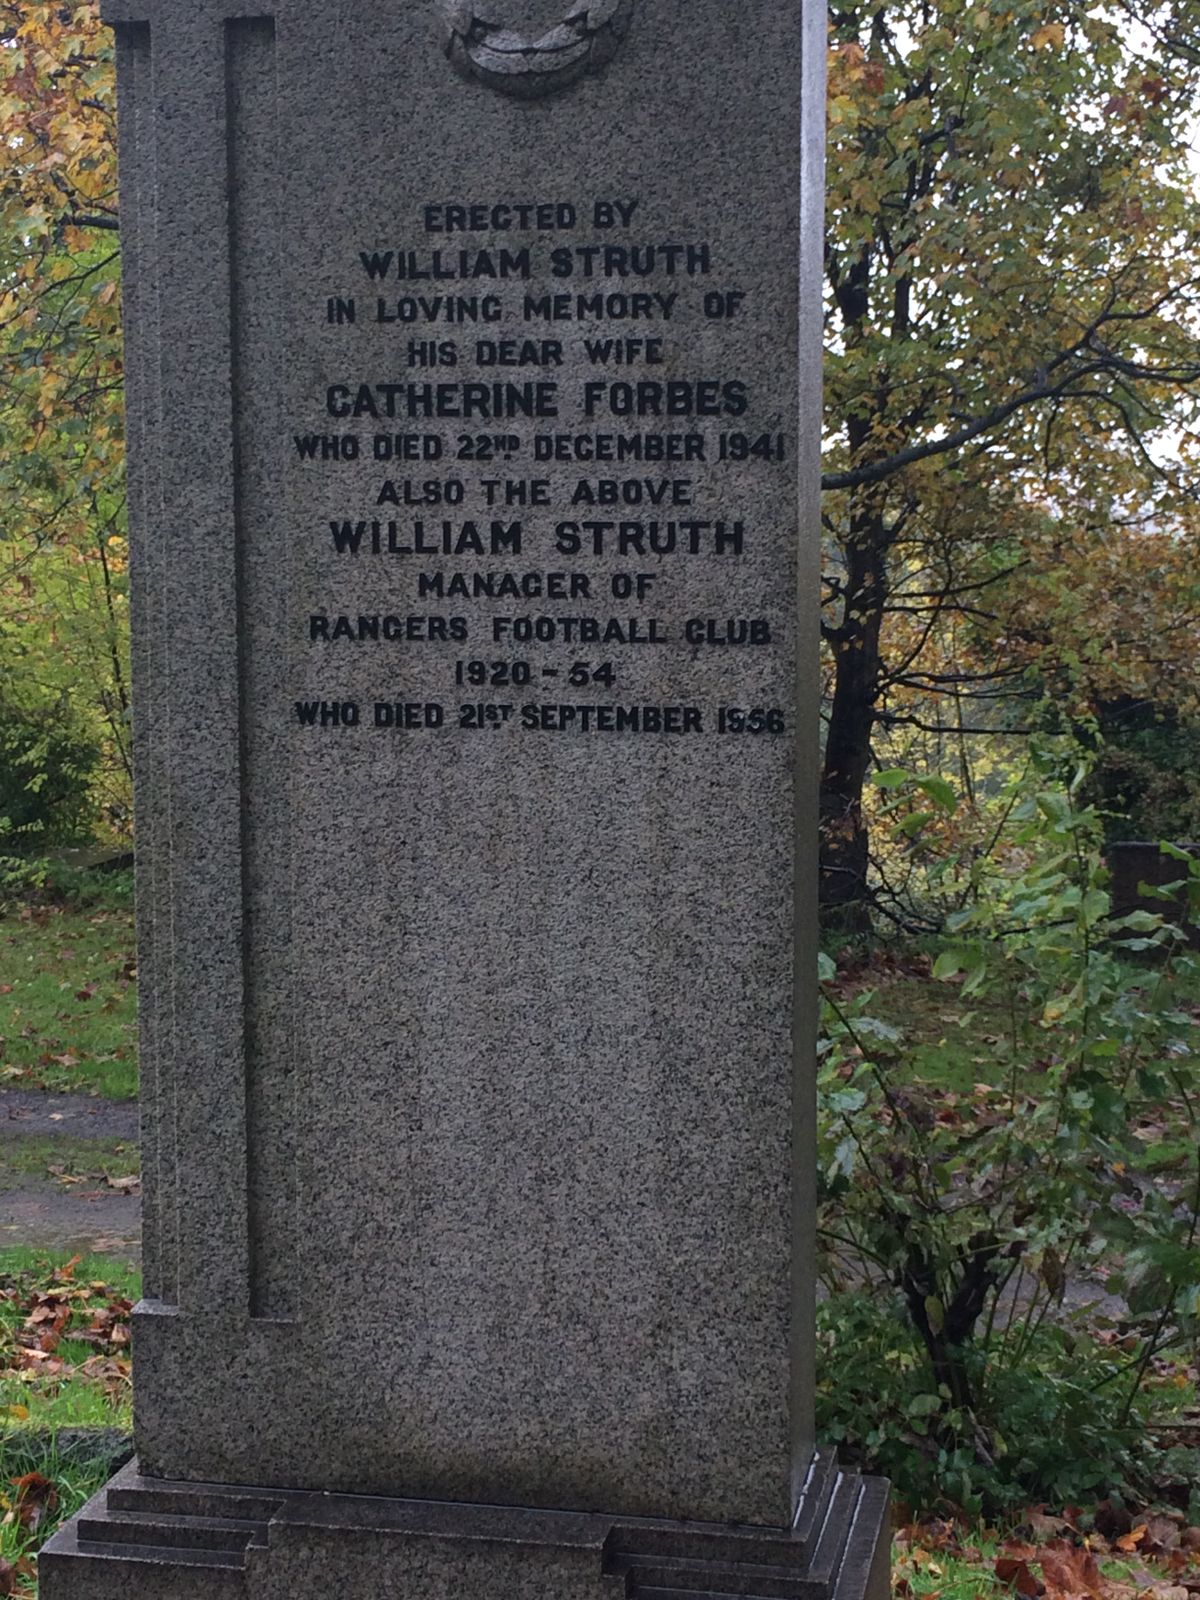 ERECTED BY
WILLIAM STRUTH
IN LOVING MEMORY OF
HIS DEAR WIFE
CATHERINE FORBES
WHO DIED 22ND DECEMBER 1941
ALSO THE ABOVE
WILLIAM STRUTH
MANAGER OF
RANGERS FOOTBALL CLUB
1920 - 54
WHO DIED 21ST SEPTEMBER 1956